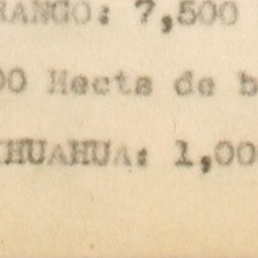 RANGO: 7,500
00 Hects de b
HUAHUA: 1,00